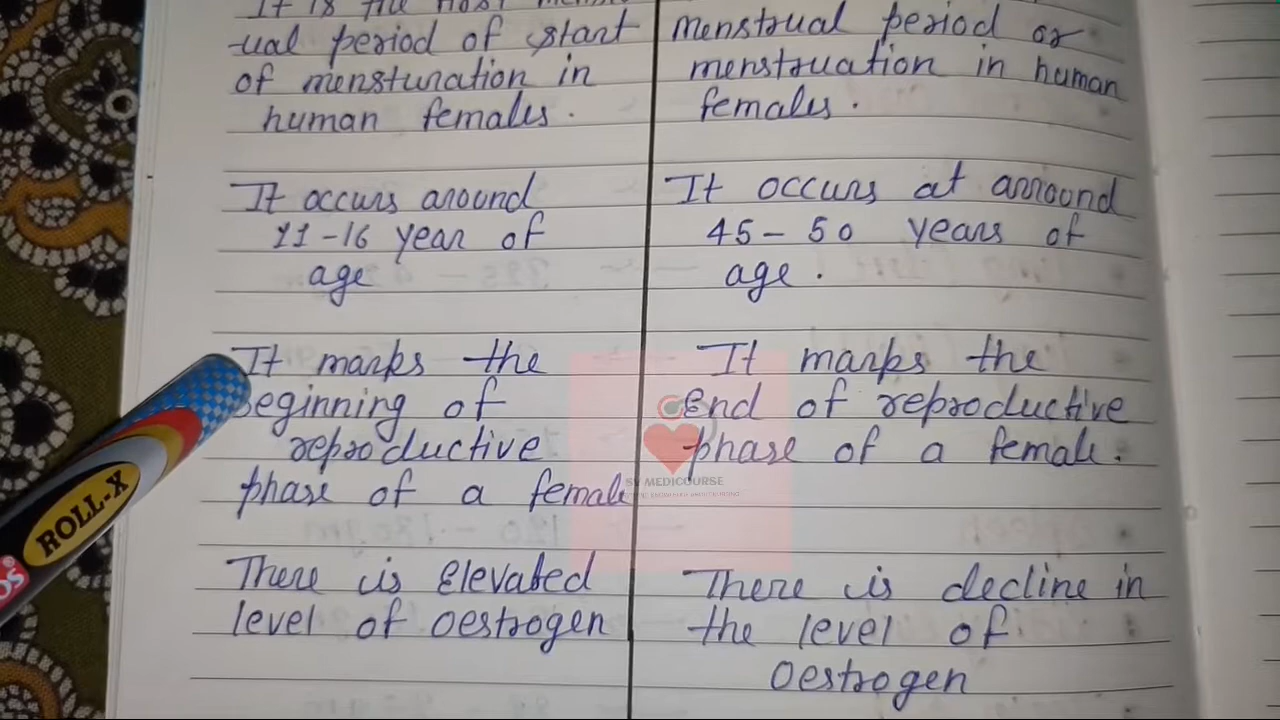 It is the
ual period of start
of mensturation in
human females.
It occurs around
11-16 year of
age
It marks the
Beginning of
reproductive
phase of a female
There is Elevated
level of oestrogen
menstrual period or
menstruation in human
females.
It occurs at arround
45-50 years of
age.
It marks the
End of reproductive
phase of a female.
There is decline in
the level of
Oestrogen
ROLL-X
SV MEDICOURSE